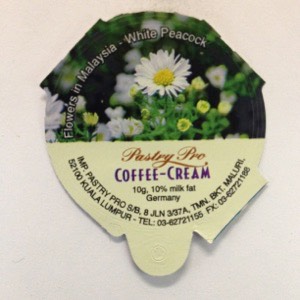 Flowers in Malaysia - White Peacock
Pastry Pro
COFFEE-CREAM
10g, 10% milk fat
Germany
IMP. PASTRY PRO S/B, 8 JLN 3/37A, TMN. BKT. MALURI,
52100 KUALA LUMPUR - TEL: 03-62721155 FX: 03-62721188